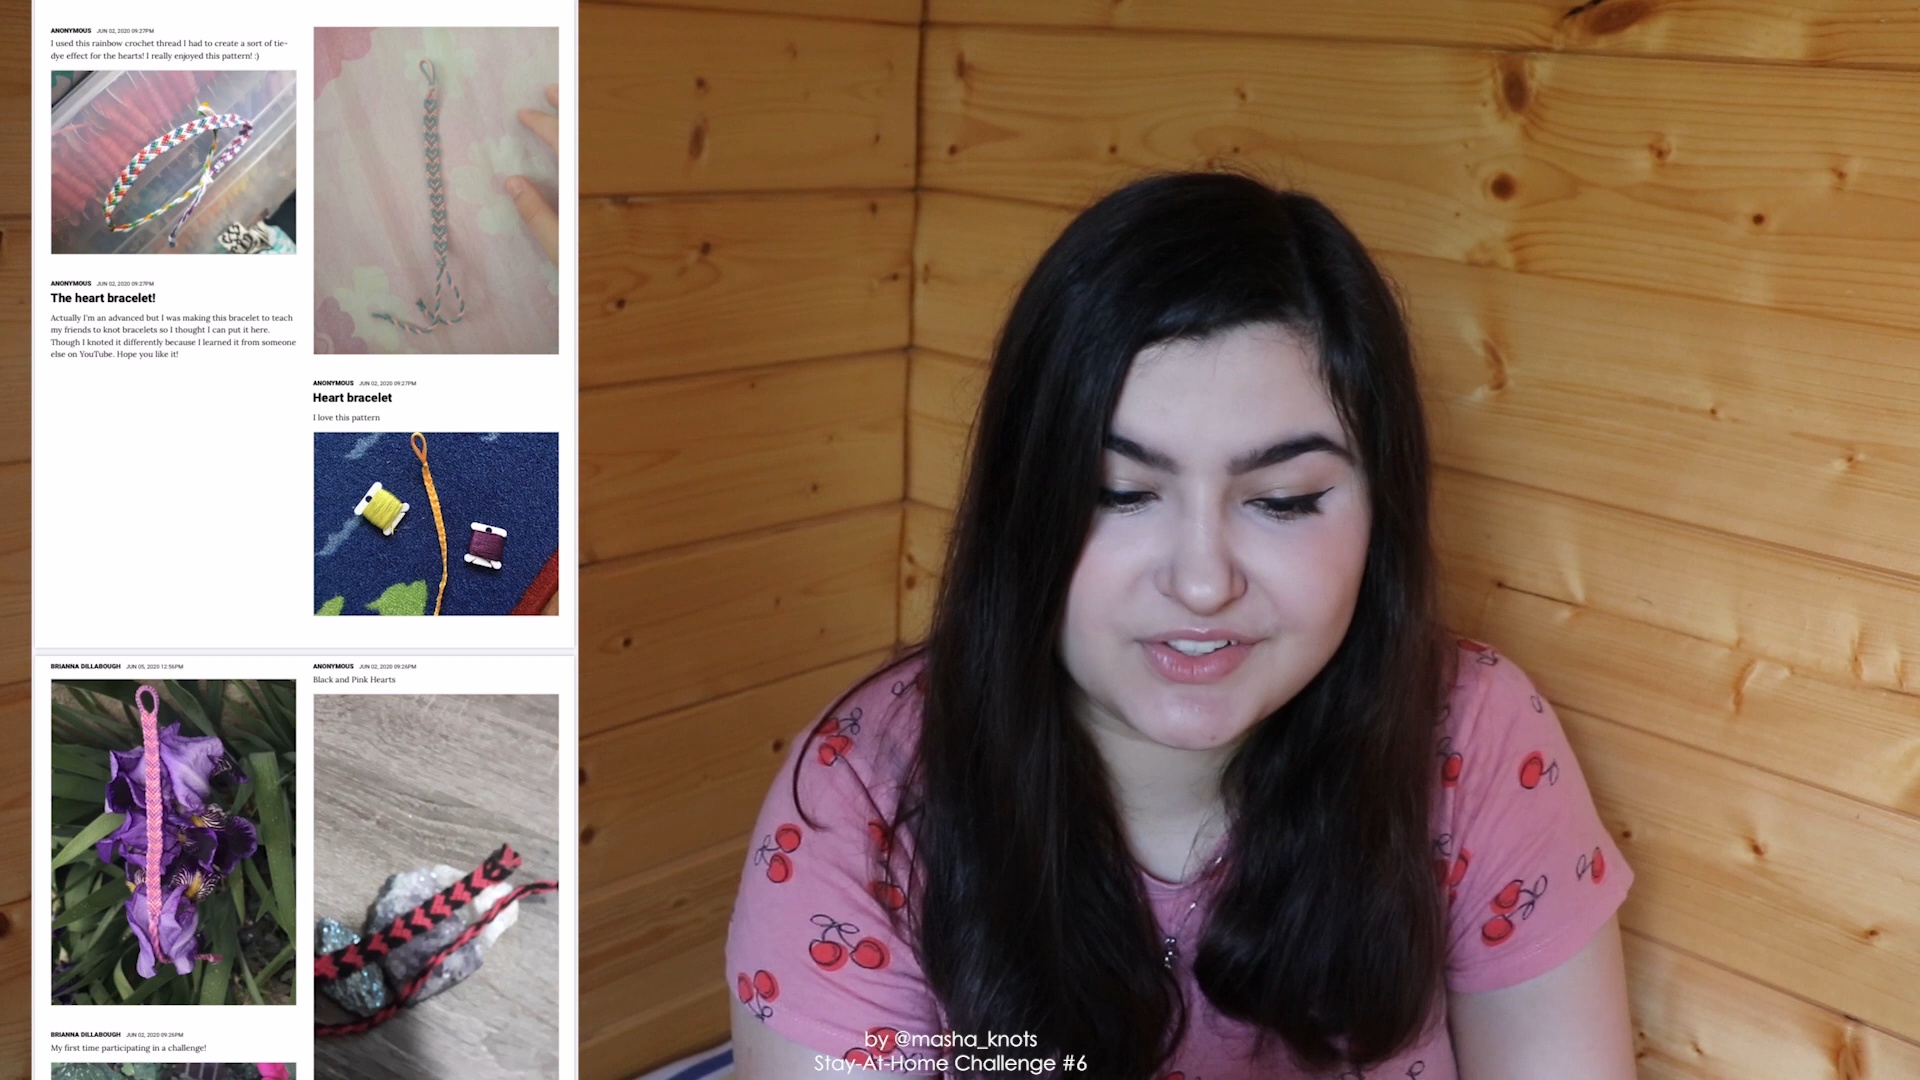 ANONYMOUS JUN 02, 2020 09:27PM
I used this rainbow crochet thread I had to create a sort of tie-
dye effect for the hearts! I really enjoyed this pattern! :)
ANONYMOUS JUN 02, 2020 09:27PM
The heart bracelet!
Actually I'm an advanced but I was making this bracelet to teach
my friends to knot bracelets so I thought I can put it here.
Though I knoted it differently because I learned it from someone
else on YouTube. Hope you like it!
ANONYMOUS JUN 02, 2020 09:27PM
Heart bracelet
I love this pattern
BRIANNA DILLABOUGH JUN 05, 2020 12:56PM
BRIANNA DILLABOUGH JUN 02, 2020 09:26PM
My first time participating in a challenge!
ANONYMOUS JUN 02, 2020 09:26PM
Black and Pink Hearts
by @masha_knots
Stay-At-Home Challenge #6